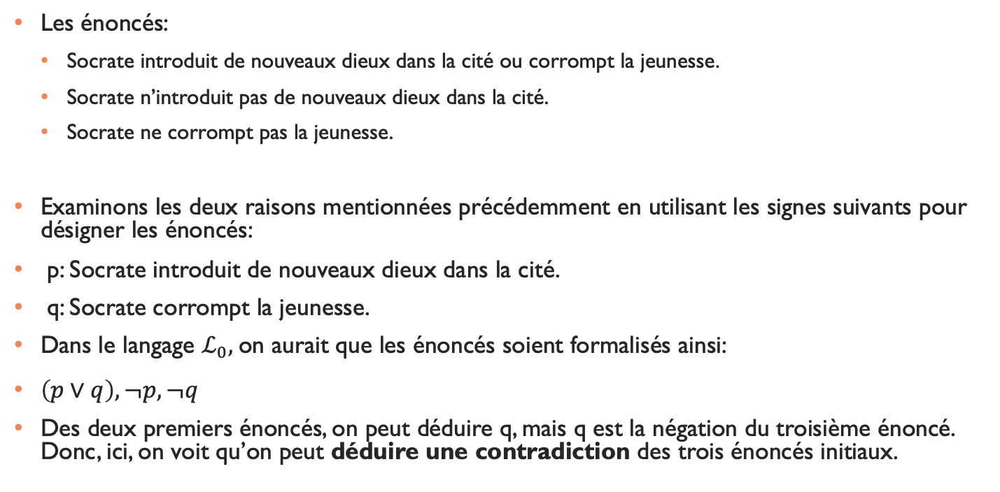 • Les énoncés:
• Socrate introduit de nouveaux dieux dans la cité ou corrompt la jeunesse.
• Socrate n’introduit pas de nouveaux dieux dans la cité.
• Socrate ne corrompt pas la jeunesse.
• Examinons les deux raisons mentionnées précédemment en utilisant les signes suivants pour
désigner les énoncés:
• p: Socrate introduit de nouveaux dieux dans la cité.
• q: Socrate corrompt la jeunesse.
• Dans le langage ℒ₀, on aurait que les énoncés soient formalisés ainsi:
• (p ∨ q), ¬p, ¬q
• Des deux premiers énoncés, on peut déduire q, mais q est la négation du troisième énoncé.
Donc, ici, on voit qu’on peut déduire une contradiction des trois énoncés initiaux.